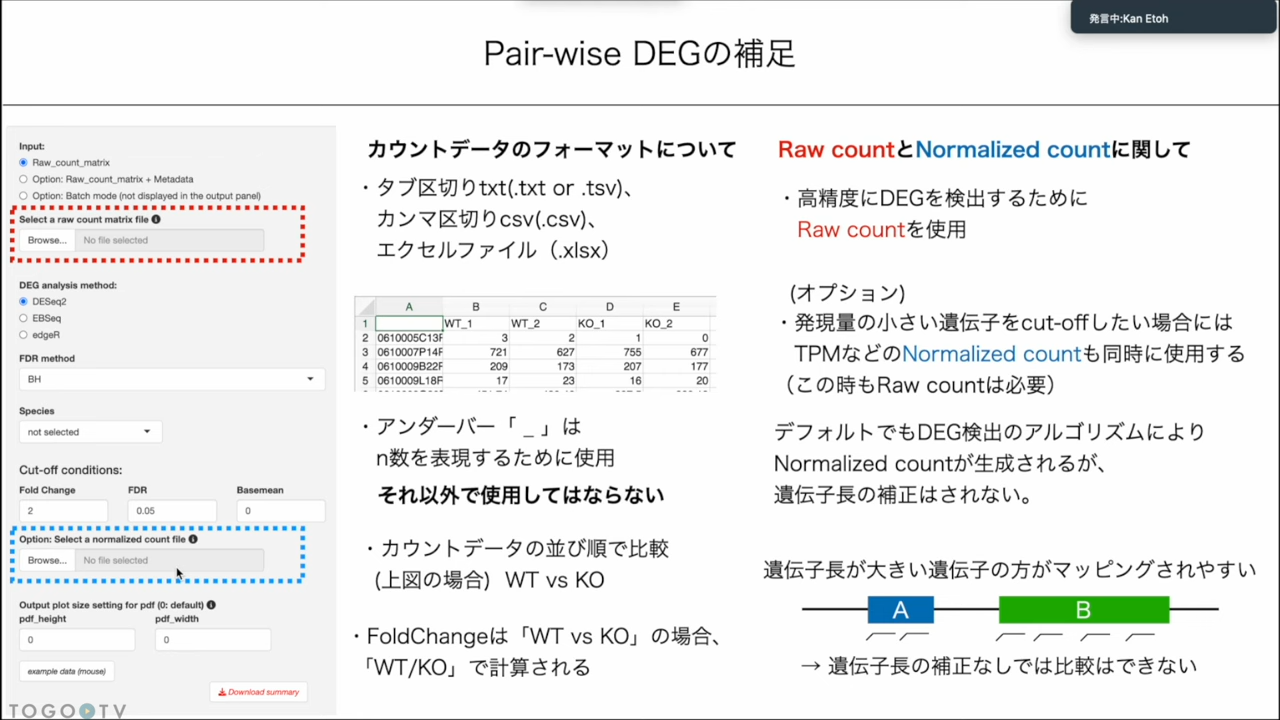 発言中:Kan Etoh
Pair-wise DEGの補足
Input:
Raw_count_matrix
Option: Raw_count_matrix + Metadata
Option: Batch mode (not displayed in the output panel)
Select a raw count matrix file
Browse... No file selected
DEG analysis method:
DESeq2
EBSeq
edgeR
FDR method
BH
Species
not selected
Cut-off conditions:
Fold Change FDR Basemean
2 0.05 0
Option: Select a normalized count file
Browse... No file selected
Output plot size setting for pdf (0: default)
pdf_height pdf_width
0 0
example data (mouse)
Download summary
カウントデータのフォーマットについて
・タブ区切りtxt(.txt or .tsv)、
カンマ区切りcsv(.csv)、
エクセルファイル（.xlsx）
A B C D E
1 WT_1 WT_2 KO_1 KO_2
2 0610005C13F 3 2 1 0
3 0610007P14F 721 627 755 677
4 0610009B22F 209 173 207 177
5 0610009L18F 17 23 16 20
・アンダーバー「 _ 」は
n数を表現するために使用
それ以外で使用してはならない
・カウントデータの並び順で比較
(上図の場合) WT vs KO
・FoldChangeは「WT vs KO」の場合、
「WT/KO」で計算される
Raw countとNormalized countに関して
・高精度にDEGを検出するために
Raw countを使用
(オプション)
・発現量の小さい遺伝子をcut-offしたい場合には
TPMなどのNormalized countも同時に使用する
（この時もRaw countは必要）
デフォルトでもDEG検出のアルゴリズムにより
Normalized countが生成されるが、
遺伝子長の補正はされない。
遺伝子長が大きい遺伝子の方がマッピングされやすい
A B
→ 遺伝子長の補正なしでは比較はできない
TOGO TV